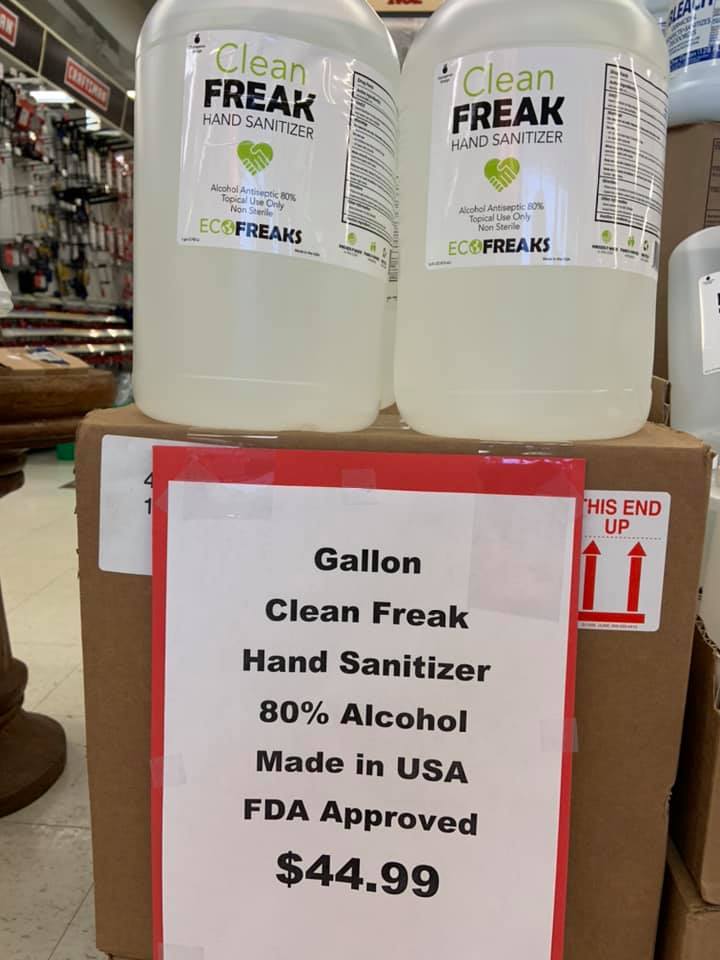 CRAFTSMAN
BLEACH
Clean
FREAK
HAND SANITIZER
Alcohol Antiseptic 80%
Topical Use Only
Non Sterile
ECOFREAKS
Clean
FREAK
HAND SANITIZER
Alcohol Antiseptic 80%
Topical Use Only
Non Sterile
ECOFREAKS
THIS END
UP
Gallon
Clean Freak
Hand Sanitizer
80% Alcohol
Made in USA
FDA Approved
$44.99